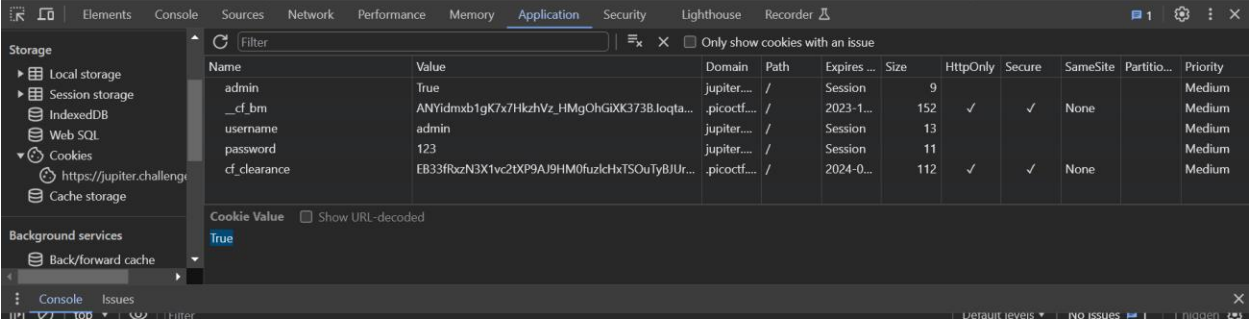 Elements Console Sources Network Performance Memory Application Security Lighthouse Recorder 1
Storage
Local storage
Session storage
IndexedDB
Web SQL
Cookies
https://jupiter.challenge
Cache storage
Background services
Back/forward cache
Filter Only show cookies with an issue
Name Value Domain Path Expires ... Size HttpOnly Secure SameSite Partitio... Priority
admin True jupiter.... / Session 9 Medium
__cf_bm .picoctf.... / 2023-1... 152 ✓ ✓ None Medium
username admin jupiter.... / Session 13 Medium
password 123 jupiter.... / Session 11 Medium
cf_clearance .picoctf.... / 2024-0... 112 ✓ ✓ None Medium
Cookie Value Show URL-decoded
True
Console Issues
top Filter Default levels No Issues 1 1 hidden